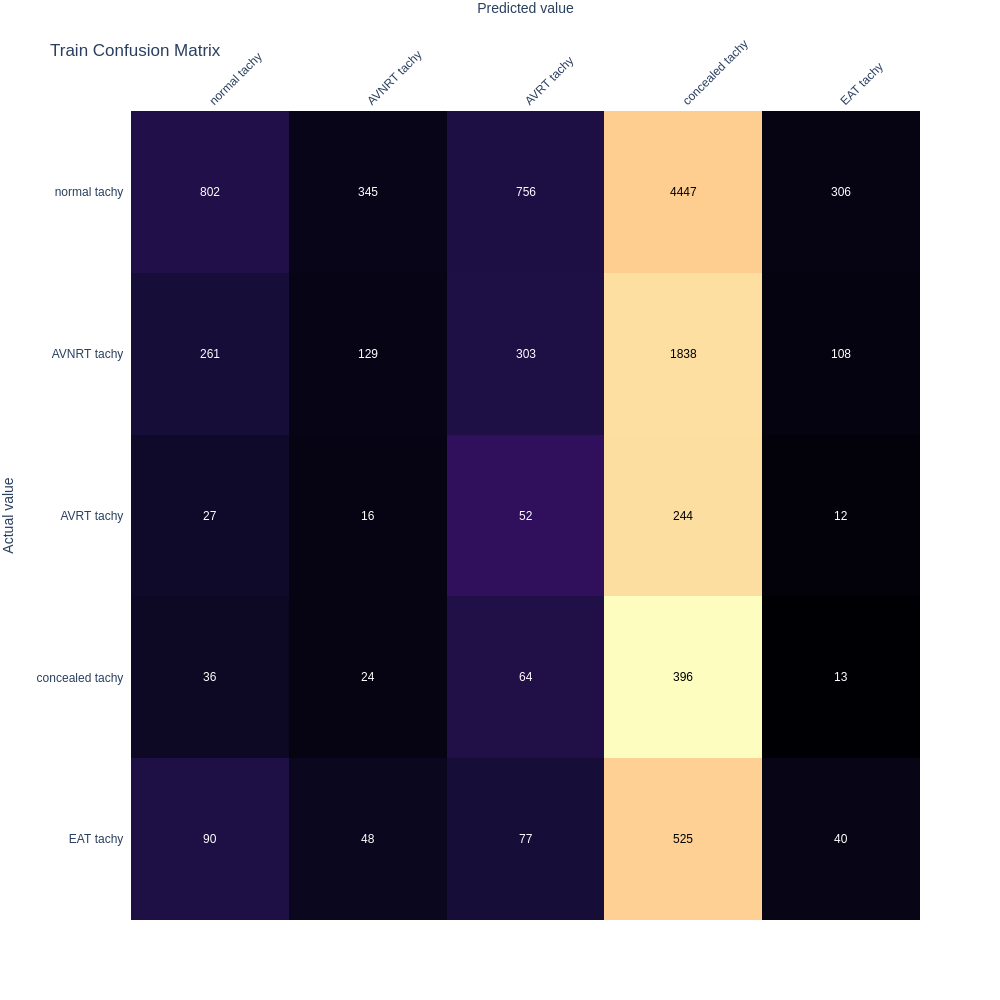 Predicted value
Train Confusion Matrix
normal tachy
AVNRT tachy
AVRT tachy
concealed tachy
EAT tachy
normal tachy 802 345 756 4447 306
AVNRT tachy 261 129 303 1838 108
AVRT tachy 27 16 52 244 12
concealed tachy 36 24 64 396 13
EAT tachy 90 48 77 525 40
Actual value